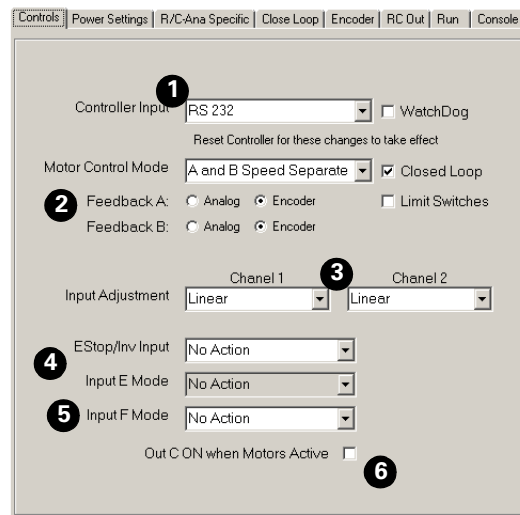 Controls Power Settings R/C-Ana Specific Close Loop Encoder RC Out Run Console
1
Controller Input RS 232 WatchDog
Reset Controller for these changes to take effect
Motor Control Mode A and B Speed Separate Closed Loop
2 Feedback A: Analog Encoder Limit Switches
Feedback B: Analog Encoder
Chanel 1 3 Chanel 2
Input Adjustment Linear Linear
EStop/Inv Input No Action
4
Input E Mode No Action
5 Input F Mode No Action
Out C ON when Motors Active
6